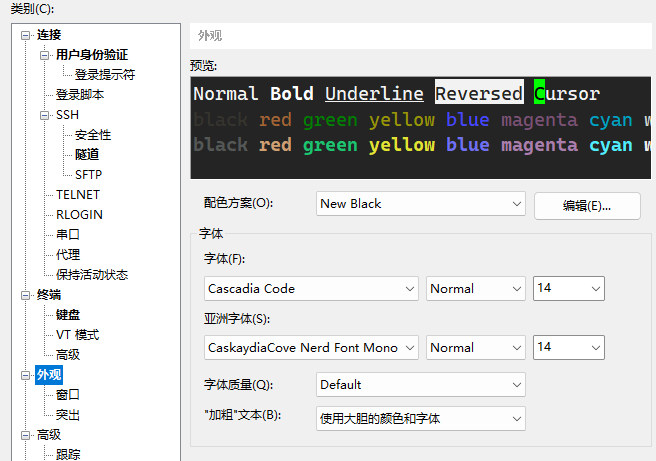 类别(C):
连接
用户身份验证
登录提示符
登录脚本
SSH
安全性
隧道
SFTP
TELNET
RLOGIN
串口
代理
保持活动状态
终端
键盘
VT 模式
高级
外观
窗口
突出
高级
跟踪
外观
预览:
Normal Bold Underline Reversed Cursor
black red green yellow blue magenta cyan w
black red green yellow blue magenta cyan w
配色方案(O):
New Black
编辑(E)...
字体
字体(F):
Cascadia Code
Normal
14
亚洲字体(S):
CaskaydiaCove Nerd Font Mono
Normal
14
字体质量(Q):
Default
"加粗"文本(B):
使用大胆的颜色和字体